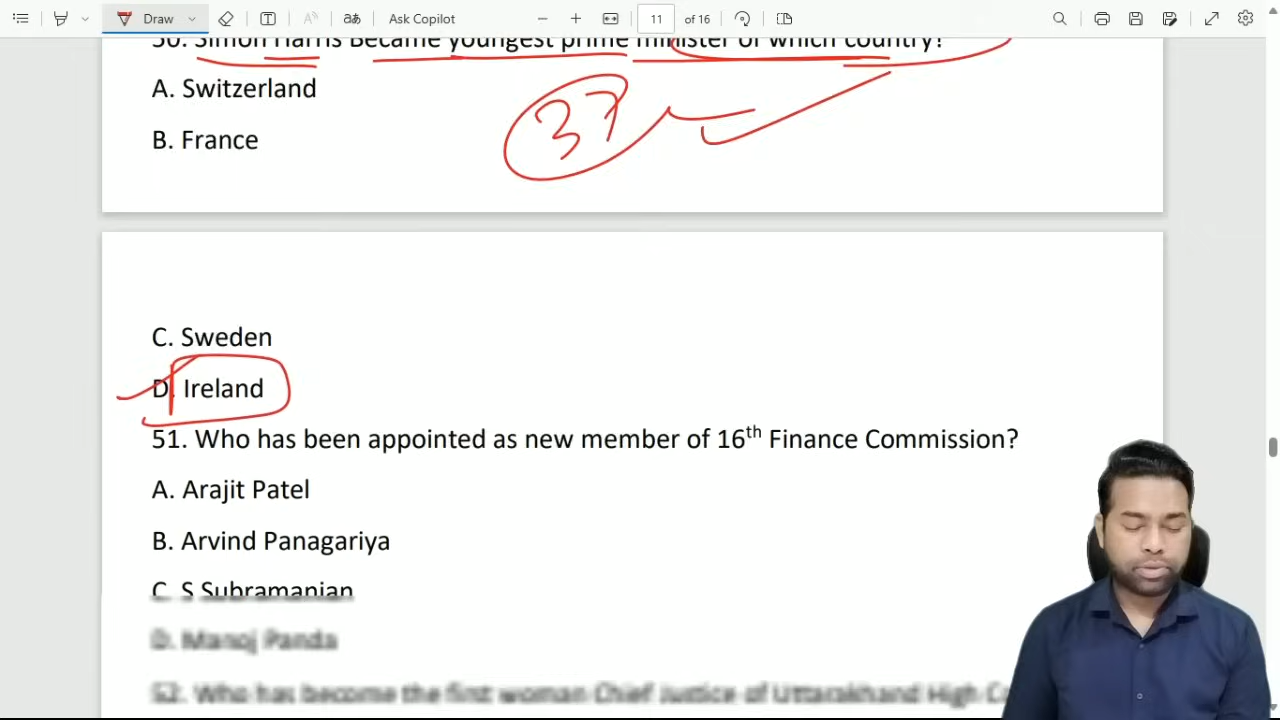 Draw
Ask Copilot
11 of 16
50. Simon Harris Became youngest prime minister of which country?
A. Switzerland
37
B. France
C. Sweden
D. Ireland
51. Who has been appointed as new member of 16th Finance Commission?
A. Arajit Patel
B. Arvind Panagariya
C. S Subramanian
D. Manoj Panda
52. Who has become the first woman Chief Justice of Uttarakhand High